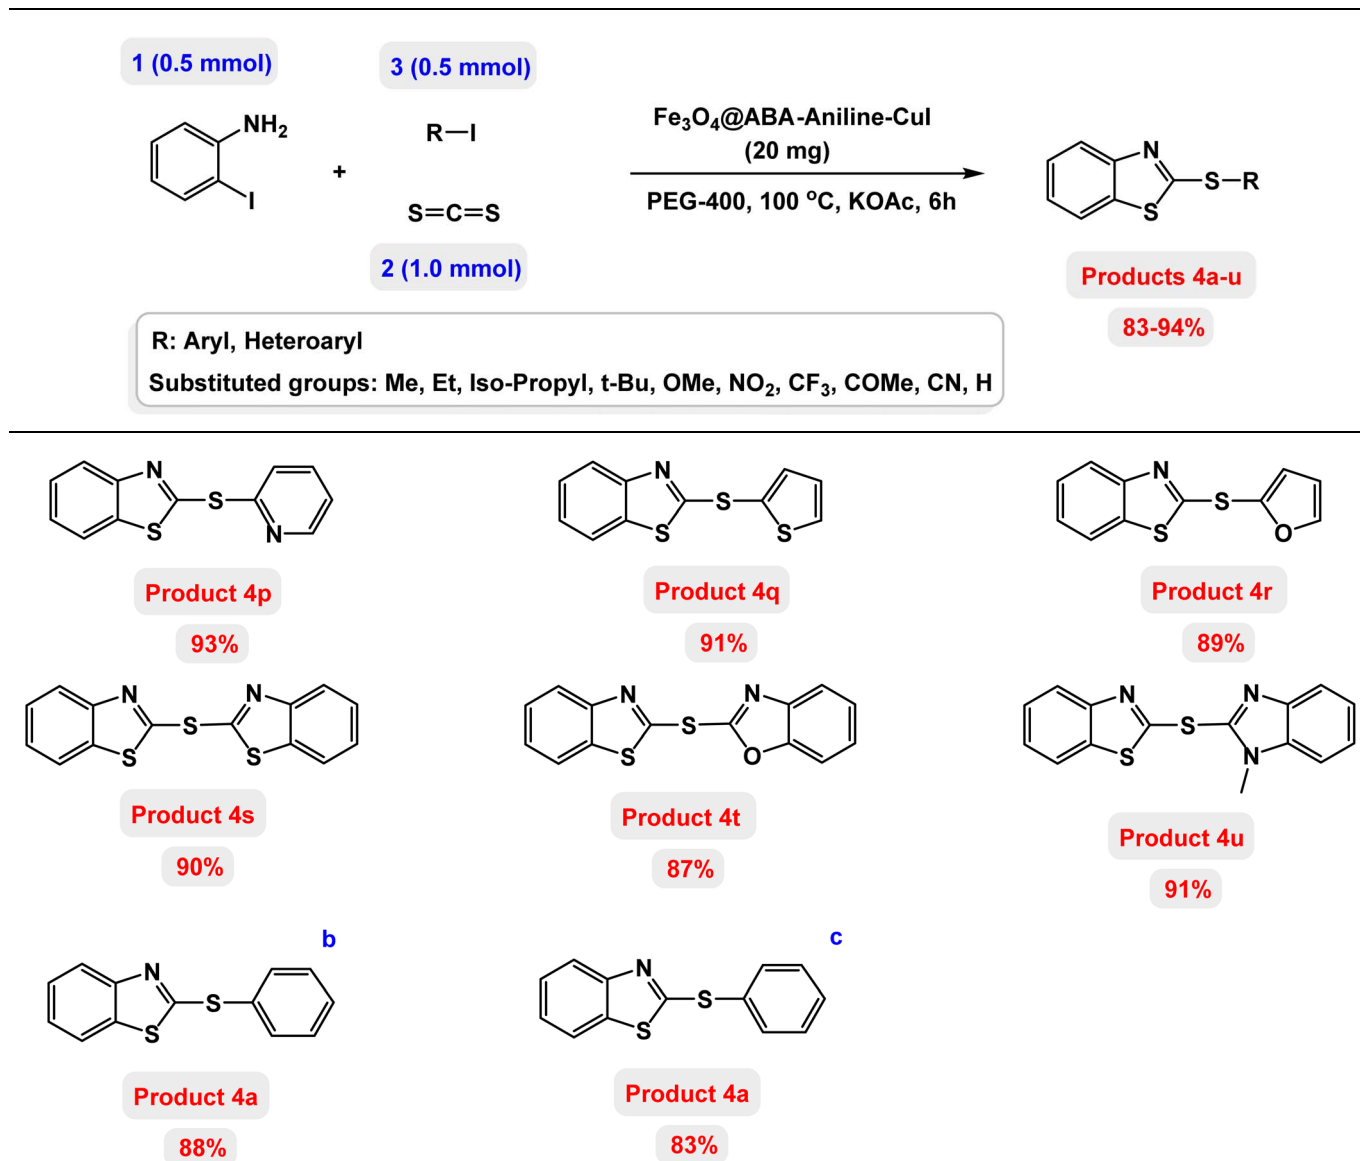 1 (0.5 mmol)
3 (0.5 mmol)
NH₂
I
+
R—I
S=C=S
2 (1.0 mmol)
Fe₃O₄@ABA-Aniline-CuI
(20 mg)
PEG-400, 100 ºC, KOAc, 6h
N
S
S—R
Products 4a-u
83-94%
R: Aryl, Heteroaryl
Substituted groups: Me, Et, Iso-Propyl, t-Bu, OMe, NO₂, CF₃, COMe, CN, H
N
S
S
N
Product 4p
93%
N
S
S
S
Product 4q
91%
N
S
S
O
Product 4r
89%
N
S
S
N
S
Product 4s
90%
N
S
S
N
O
Product 4t
87%
N
S
S
N
N
Product 4u
91%
b
N
S
S
Product 4a
88%
c
N
S
S
Product 4a
83%